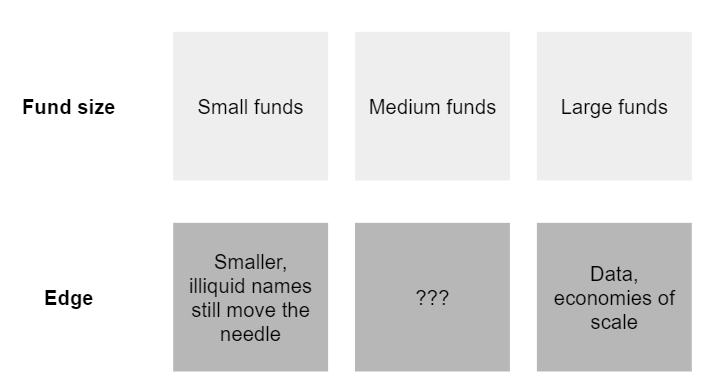 Fund size
Small funds
Medium funds
Large funds
Edge
Smaller,
illiquid names
still move the
needle
???
Data,
economies of
scale